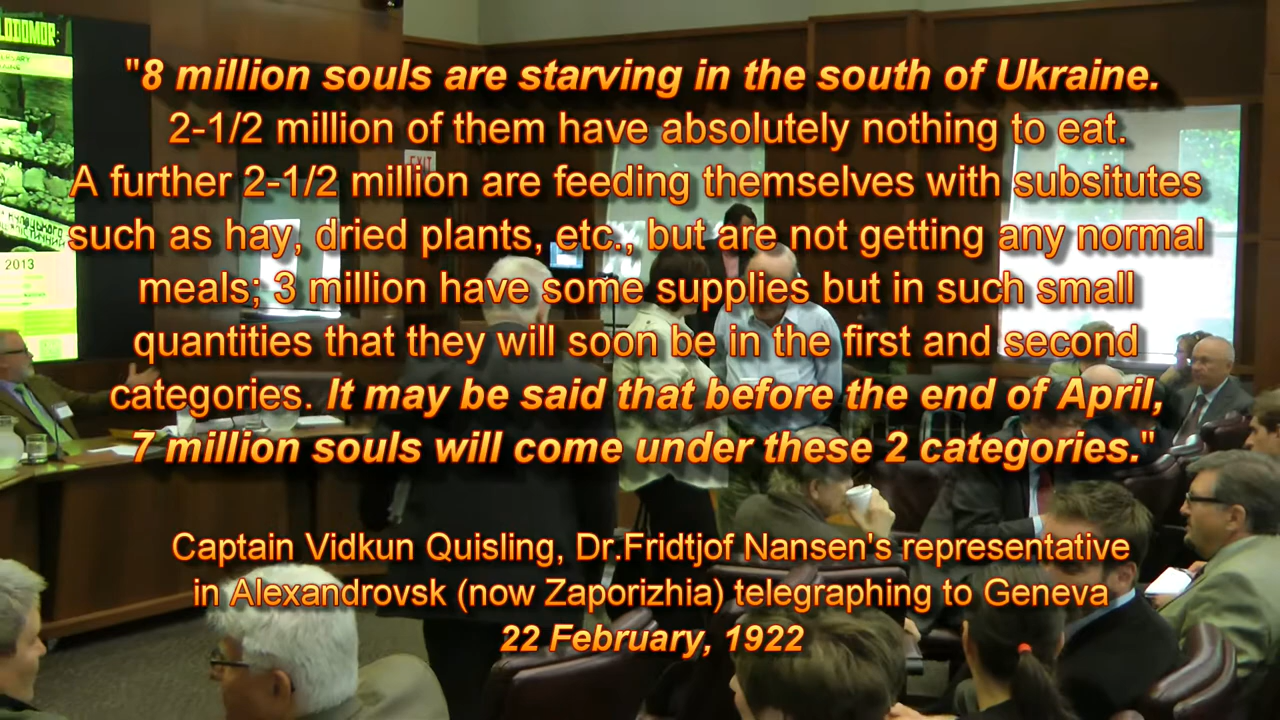 LODOMOR:
"8 million souls are starving in the south of Ukraine.
2-1/2 million of them have absolutely nothing to eat.
EXIT
A further 2-1/2 million are feeding themselves with subsitutes
such as hay, dried plants, etc., but are not getting any normal
2013
meals; 3 million have some supplies but in such small
quantities that they will soon be in the first and second
categories. It may be said that before the end of April,
7 million souls will come under these 2 categories."
Captain Vidkun Quisling, Dr.Fridtjof Nansen's representative
in Alexandrovsk (now Zaporizhia) telegraphing to Geneva
22 February, 1922